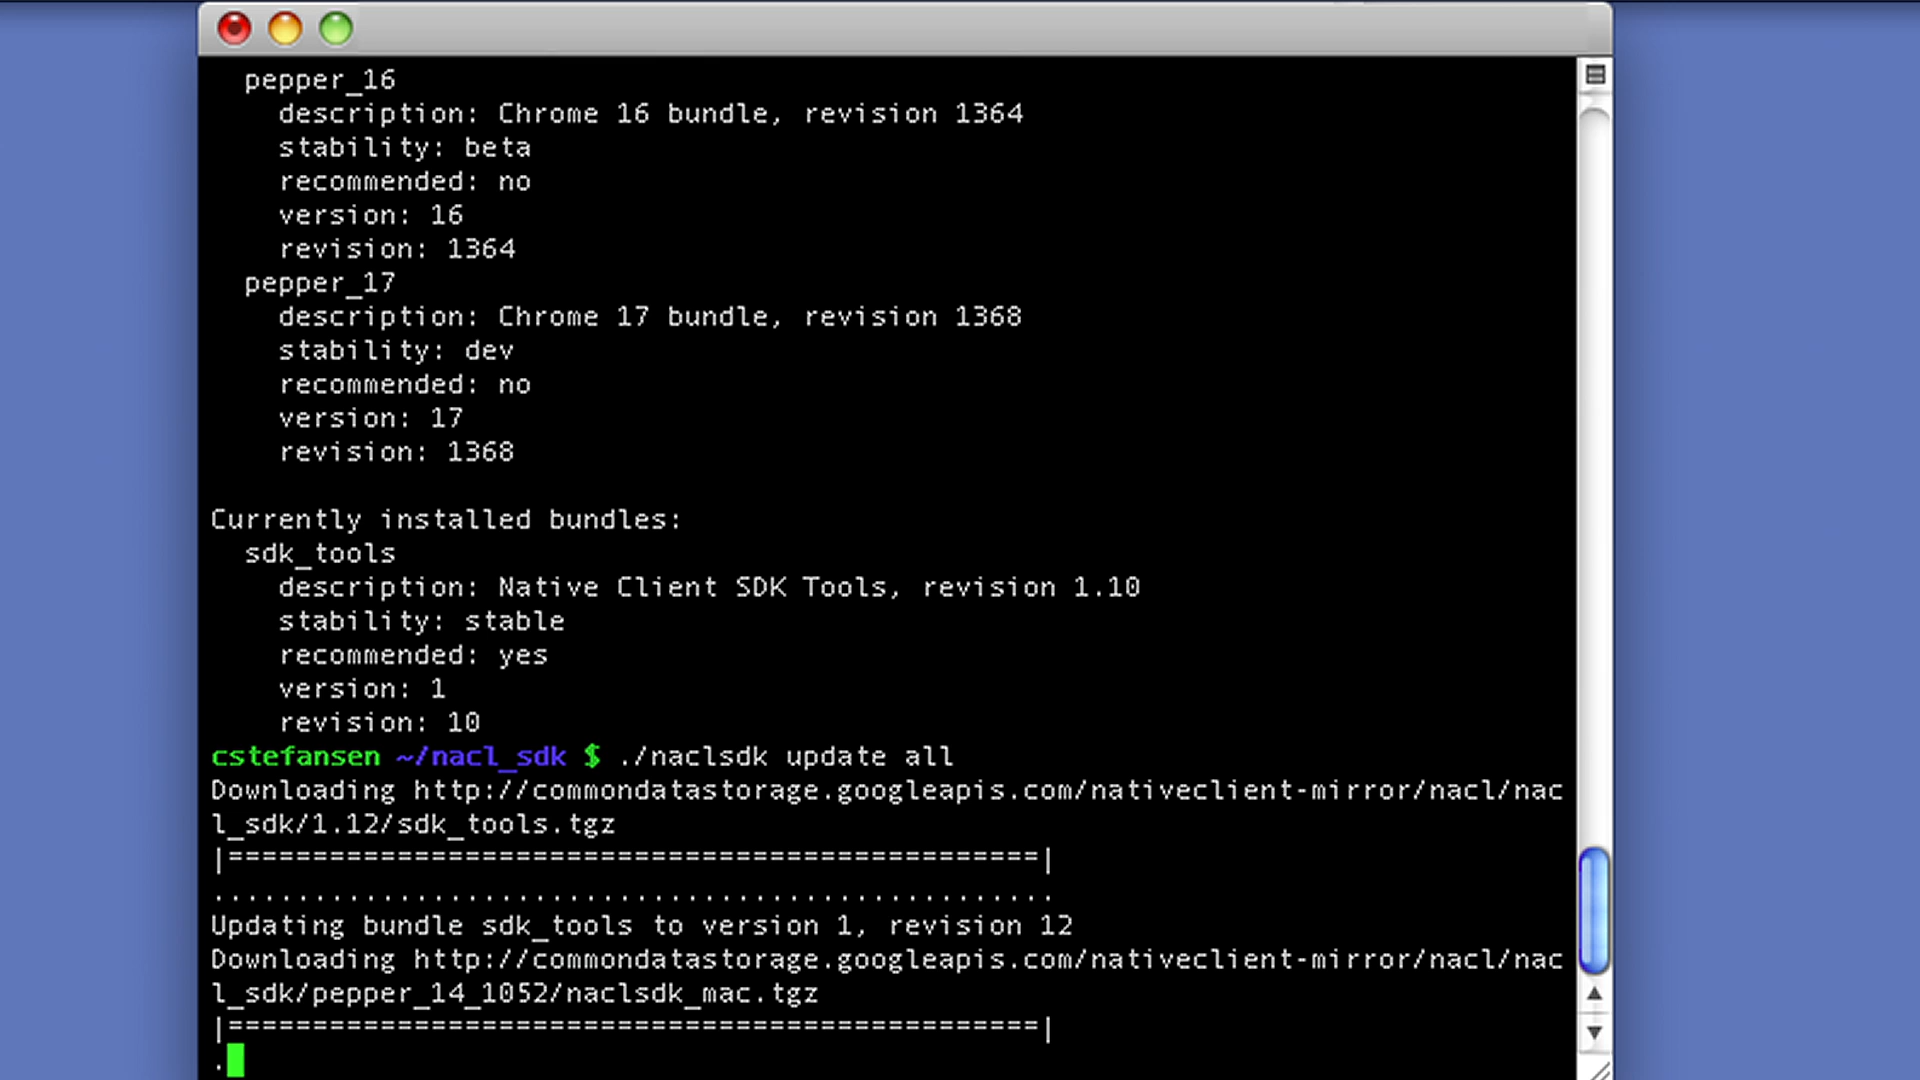 pepper_16
description: Chrome 16 bundle, revision 1364
stability: beta
recommended: no
version: 16
revision: 1364
pepper_17
description: Chrome 17 bundle, revision 1368
stability: dev
recommended: no
version: 17
revision: 1368
Currently installed bundles:
sdk_tools
description: Native Client SDK Tools, revision 1.10
stability: stable
recommended: yes
version: 1
revision: 10
cstefansen ~/nacl_sdk $ ./naclsdk update all
Downloading http://commondatastorage.googleapis.com/nativeclient-mirror/nacl/nac
l_sdk/1.12/sdk_tools.tgz
|================================================|
..................................................
Updating bundle sdk_tools to version 1, revision 12
Downloading http://commondatastorage.googleapis.com/nativeclient-mirror/nacl/nac
l_sdk/pepper_14_1052/naclsdk_mac.tgz
|================================================|
.